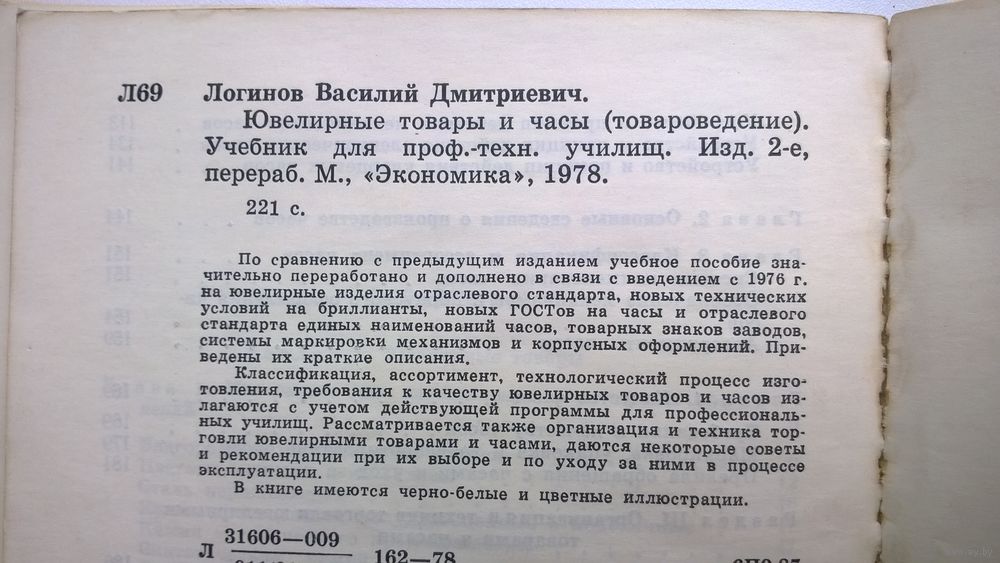 Л69 Логинов Василий Дмитриевич.
Ювелирные товары и часы (товароведение).
Учебник для проф.-техн. училищ. Изд. 2-е,
перераб. М., «Экономика», 1978.
221 с.
По сравнению с предыдущим изданием учебное пособие зна-
чительно переработано и дополнено в связи с введением с 1976 г.
на ювелирные изделия отраслевого стандарта, новых технических
условий на бриллианты, новых ГОСТов на часы и отраслевого
стандарта единых наименований часов, товарных знаков заводов,
системы маркировки механизмов и корпусных оформлений. При-
ведены их краткие описания.
Классификация, ассортимент, технологический процесс изго-
товления, требования к качеству ювелирных товаров и часов из-
лагаются с учетом действующей программы для профессиональ-
ных училищ. Рассматривается также организация и техника тор-
говли ювелирными товарами и часами, даются некоторые советы
и рекомендации при их выборе и по уходу за ними в процессе
эксплуатации.
В книге имеются черно-белые и цветные иллюстрации.
31606—009
Л 162—78